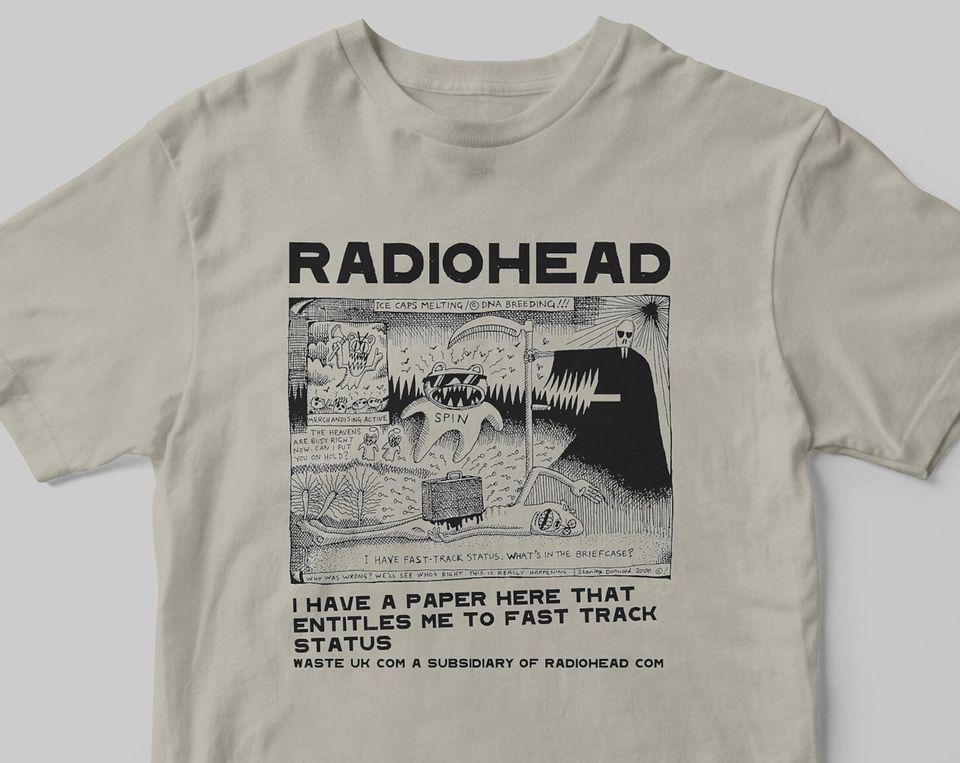 RADIOHEAD
ICE CAPS MELTING/© DNA BREEDING!!!
MERCHANDISING ACTIVE
THE HEAVENS
ARE BUSY RIGHT
NOW. CAN I PUT
YOU ON HOLD?
SPIN
I HAVE FAST-TRACK STATUS. WHAT'S IN THE BRIEFCASE?
WHO WAS WRONG? WE'LL SEE WHO'S RIGHT. THIS IS REALLY HAPPENING. Stanley Donwood 2000. ©!
I HAVE A PAPER HERE THAT
ENTITLES ME TO FAST TRACK
STATUS
WASTE UK COM A SUBSIDIARY OF RADIOHEAD COM